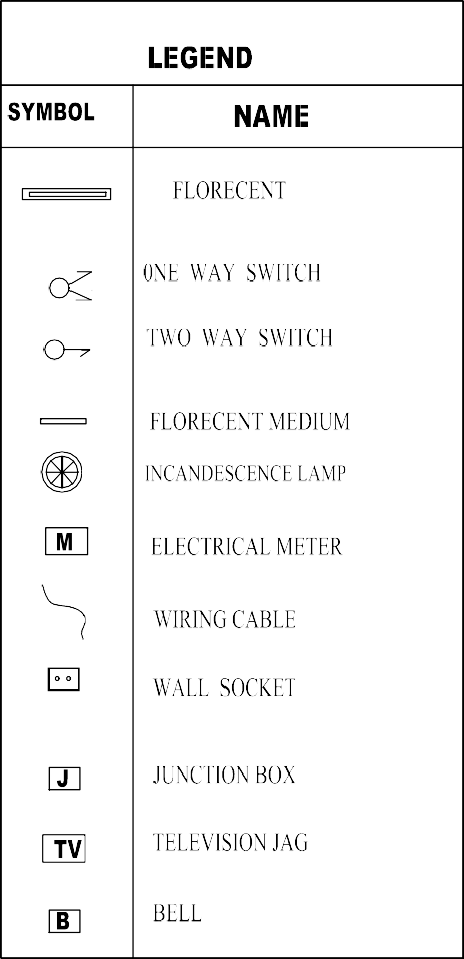 LEGEND
SYMBOL NAME
FLORECENT
ONE WAY SWITCH
TWO WAY SWITCH
FLORECENT MEDIUM
INCANDESCENCE LAMP
M ELECTRICAL METER
WIRING CABLE
WALL SOCKET
J JUNCTION BOX
TV TELEVISION JAG
B BELL